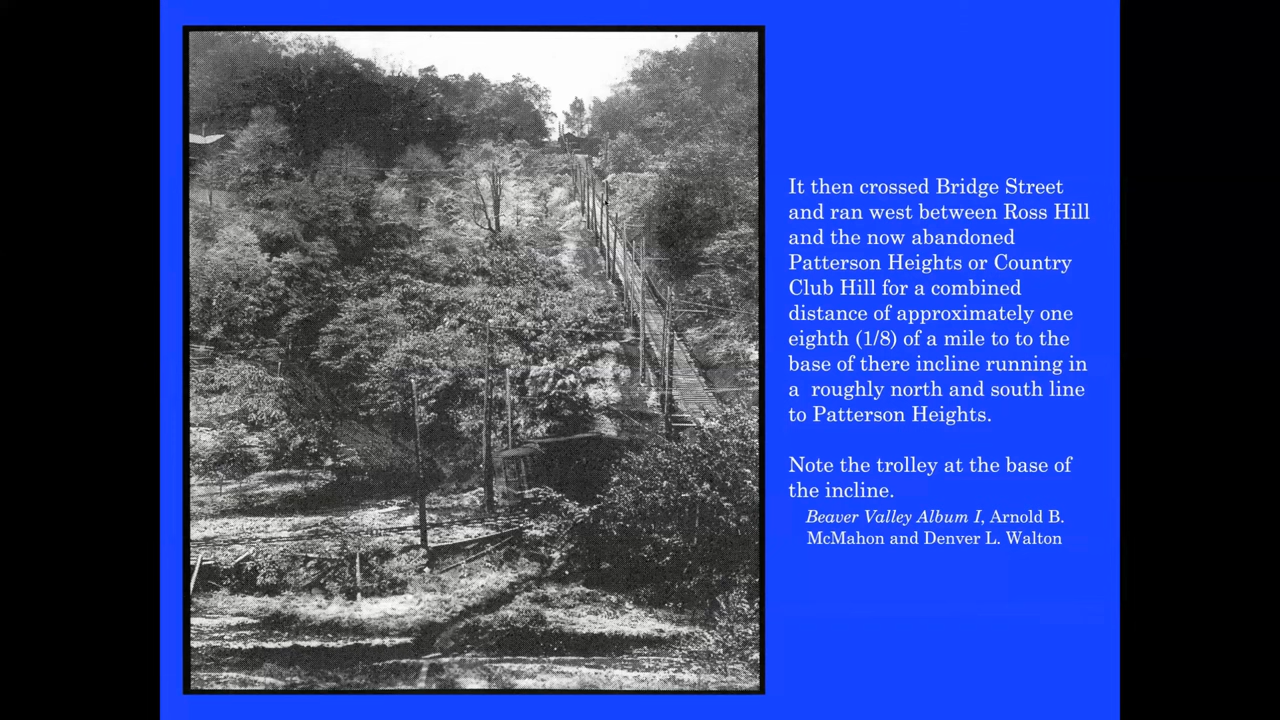 It then crossed Bridge Street
and ran west between Ross Hill
and the now abandoned
Patterson Heights or Country
Club Hill for a combined
distance of approximately one
eighth (1/8) of a mile to to the
base of there incline running in
a roughly north and south line
to Patterson Heights.
Note the trolley at the base of
the incline.
Beaver Valley Album I, Arnold B.
McMahon and Denver L. Walton